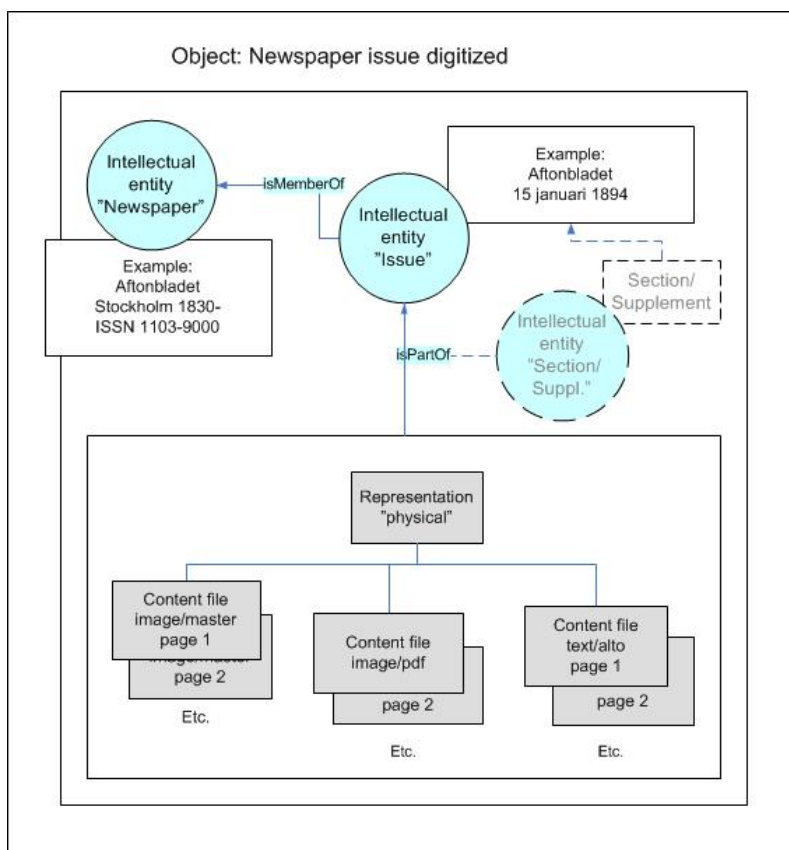 Object: Newspaper issue digitized
Intellectual
entity
"Newspaper"
isMemberOf
Intellectual
entity
"Issue"
Example:
Aftonbladet
15 januari 1894
Example:
Aftonbladet
Stockholm 1830-
ISSN 1103-9000
Section/
Supplement
Intellectual
entity
"Section/
Suppl."
isPartOf
Representation
"physical"
Content file
image/master
page 1
page 2
Etc.
Content file
image/pdf
page 2
Etc.
Content file
text/alto
page 1
page 2
Etc.